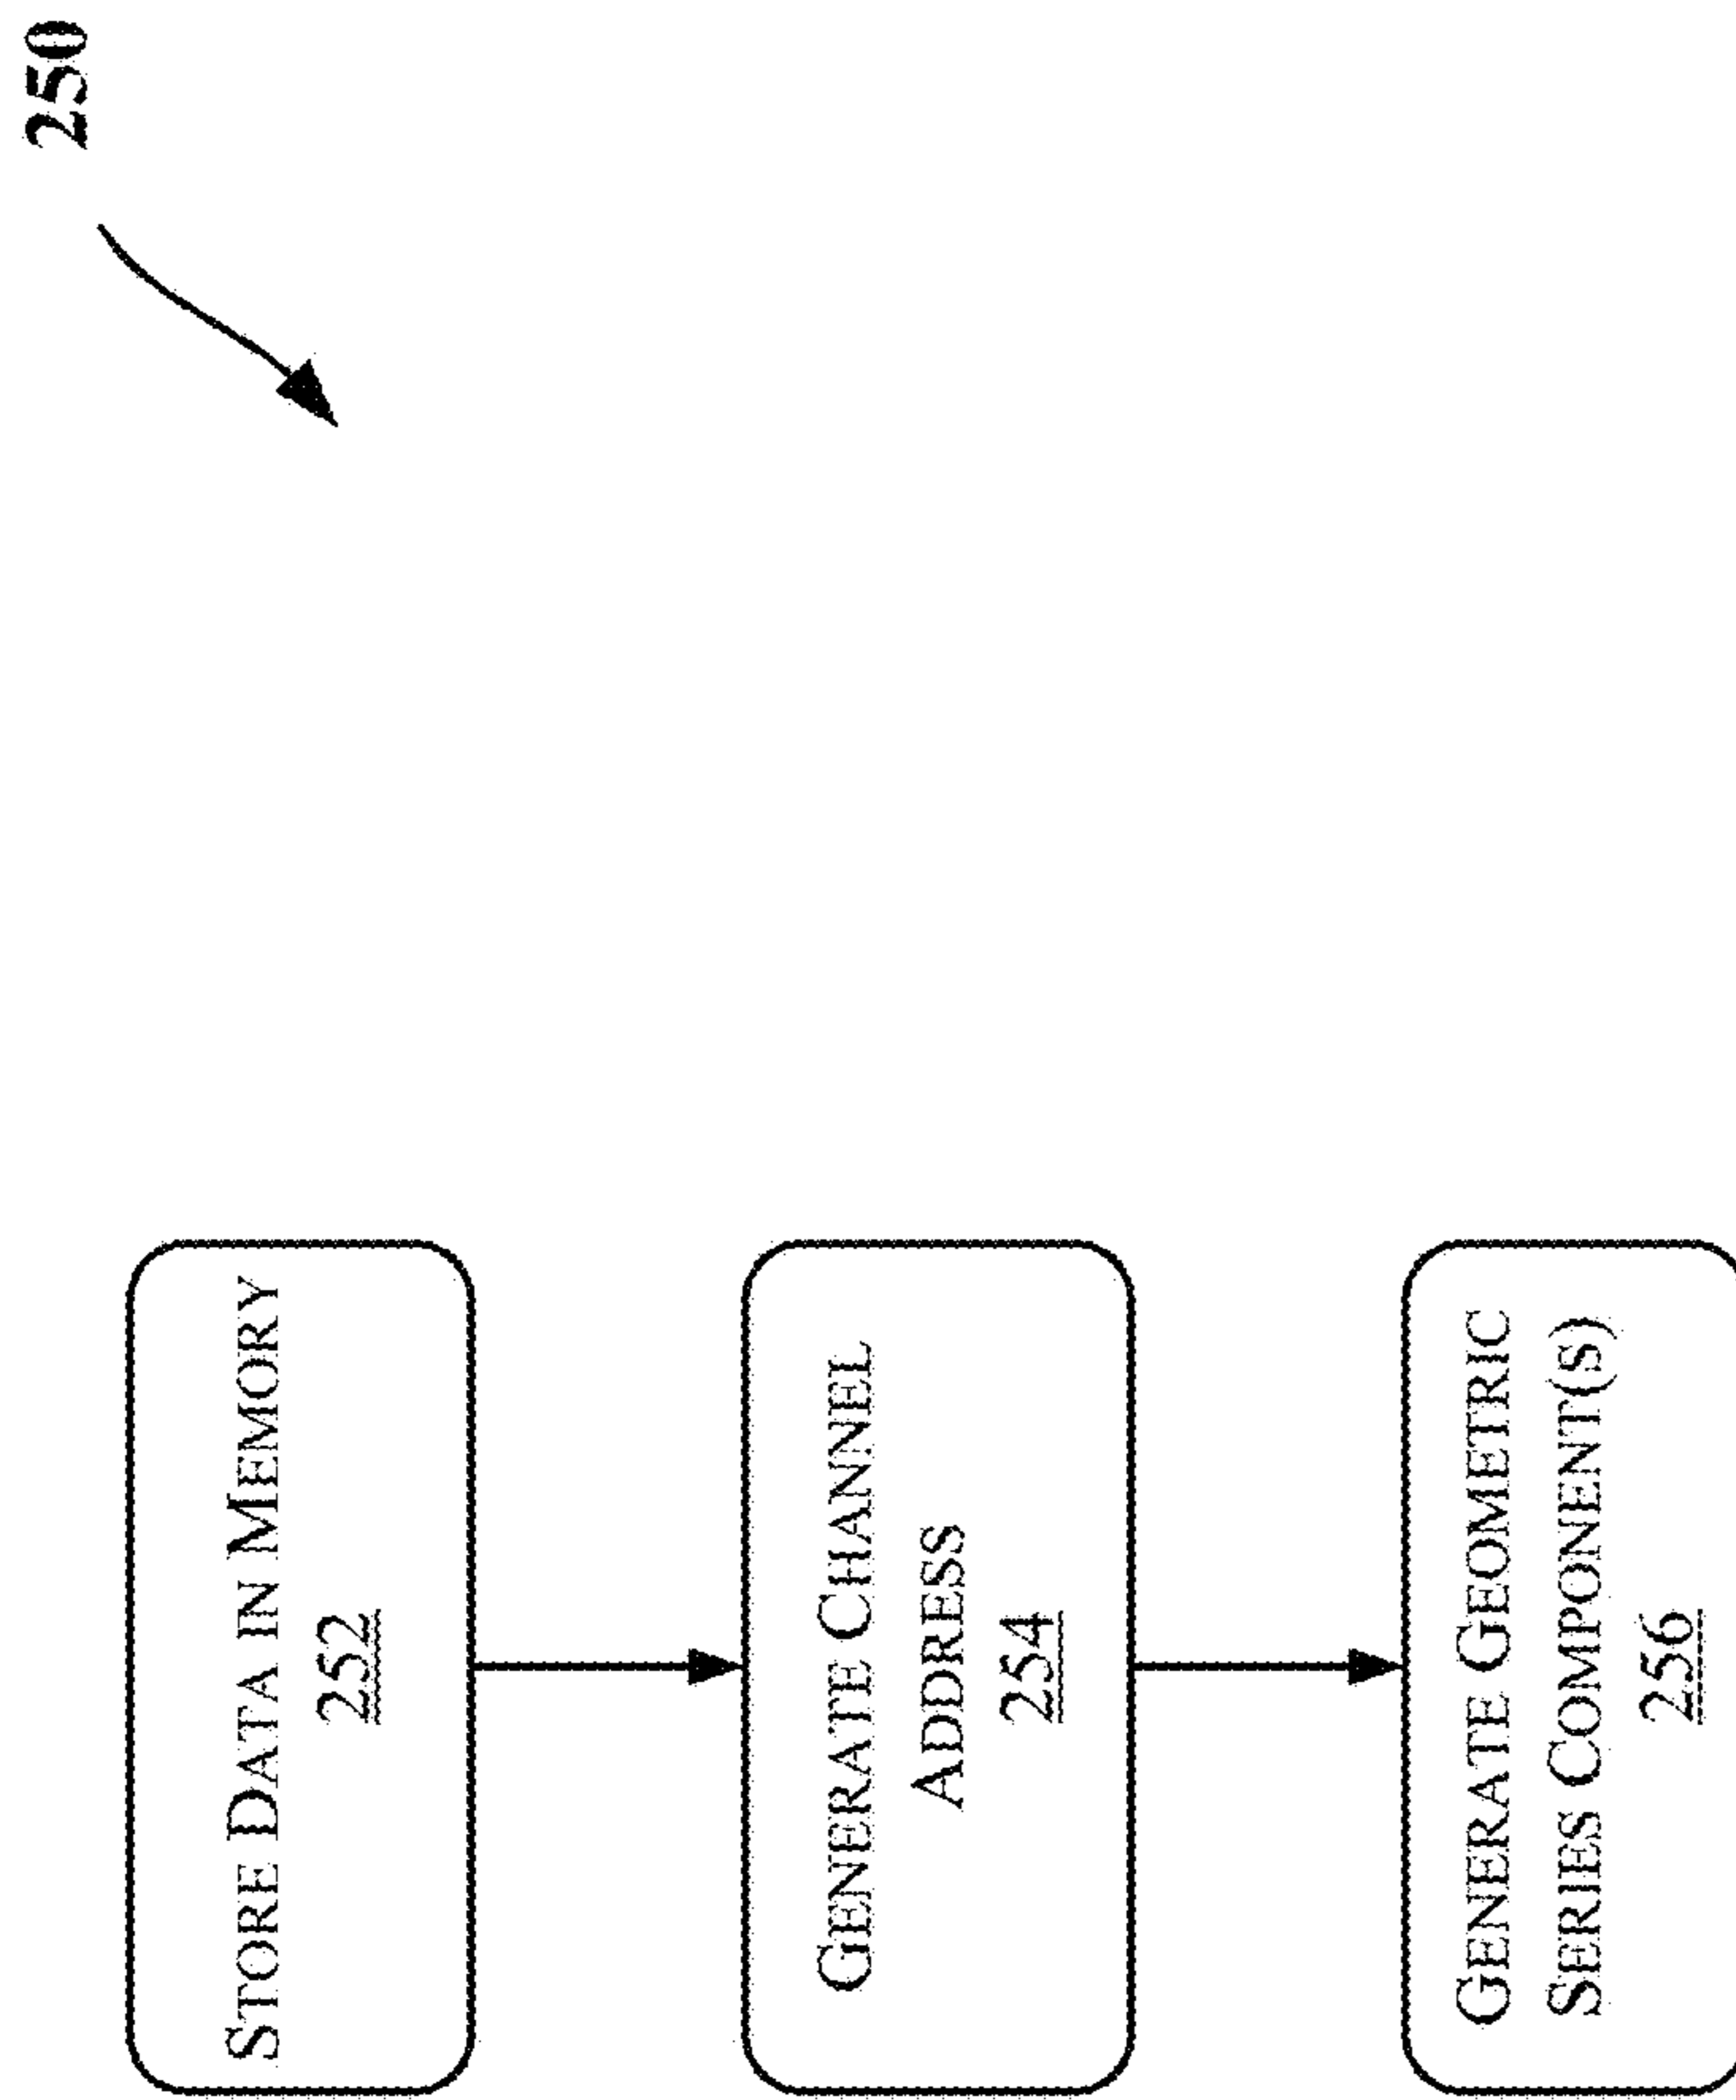 250
STORE DATA IN MEMORY
252
GENERATE CHANNEL
ADDRESS
254
GENERATE GEOMETRIC
SERIES COMPONENT(S)
256